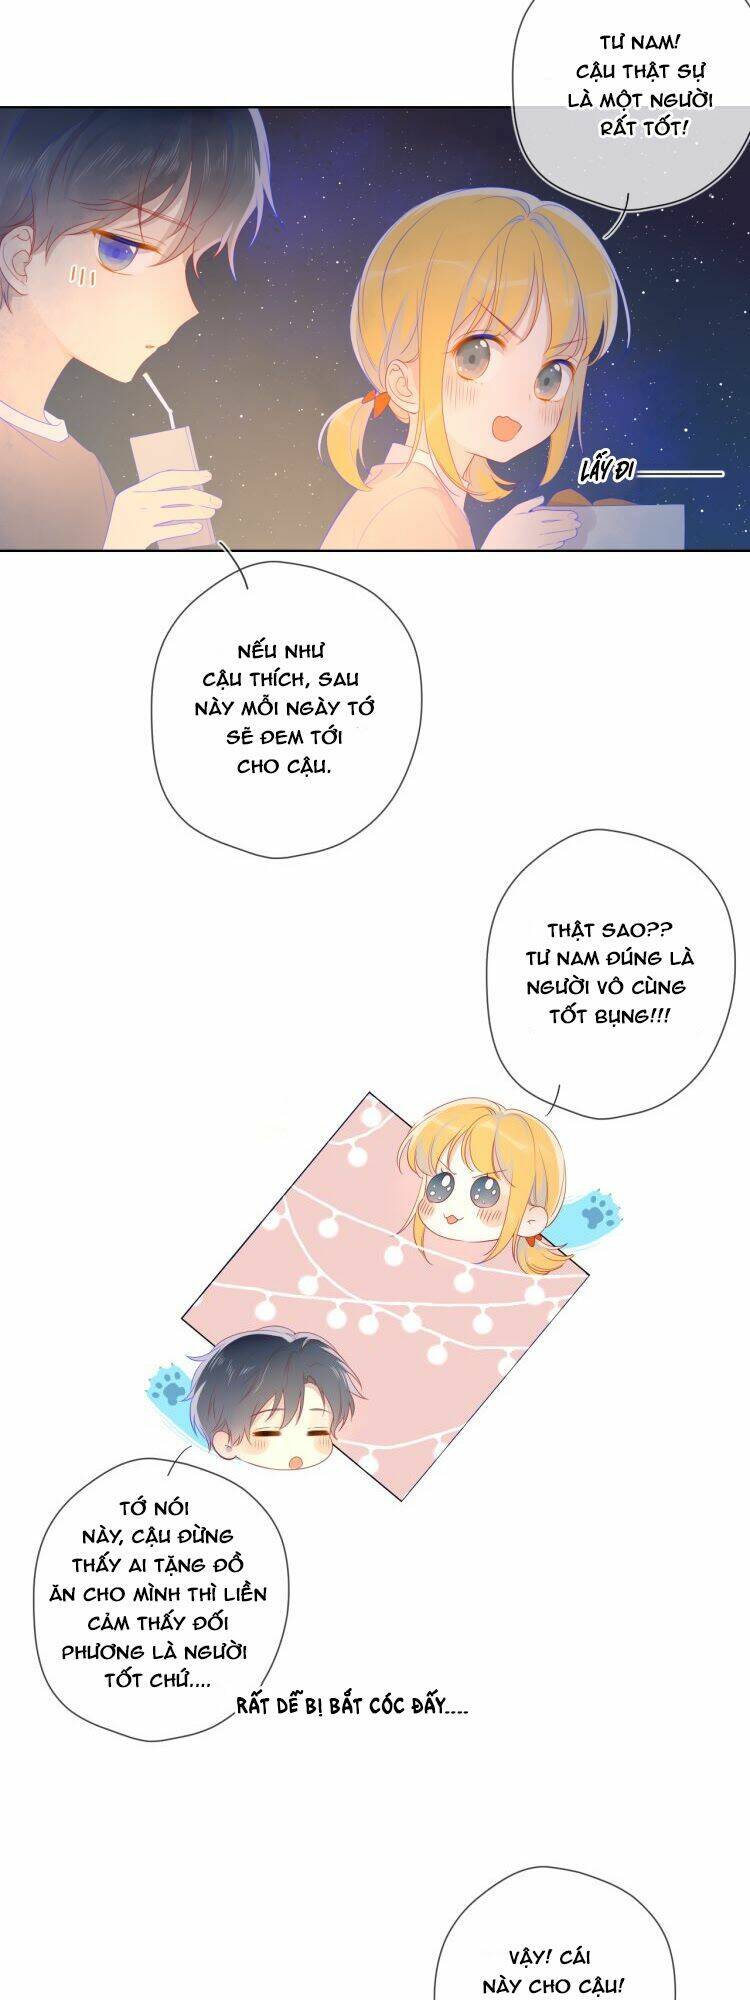 TƯ NAM!
CẬU THẬT SỰ
LÀ MỘT NGƯỜI
RẤT TỐT!
LẤY ĐI
NẾU NHƯ
CẬU THÍCH, SAU
NÀY MỖI NGÀY TỚ
SẼ ĐEM TỚI
CHO CẬU.
THẬT SAO??
TƯ NAM ĐÚNG LÀ
NGƯỜI VÔ CÙNG
TỐT BỤNG!!!
TỚ NÓI
NÀY, CẬU ĐỪNG
THẤY AI TẶNG ĐỒ
ĂN CHO MÌNH THÌ LIỀN
CẢM THẤY ĐỐI
PHƯƠNG LÀ NGƯỜI
TỐT CHỨ....
RẤT DỄ BỊ BẮT CÓC ĐẤY....
VẬY! CÁI
NÀY CHO CẬU!